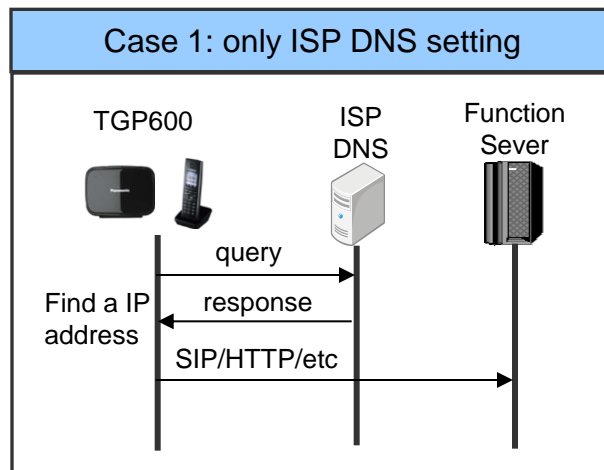 Case 1: only ISP DNS setting
TGP600
ISP
DNS
Function
Sever
Panasonic
query
response
Find a IP
address
SIP/HTTP/etc